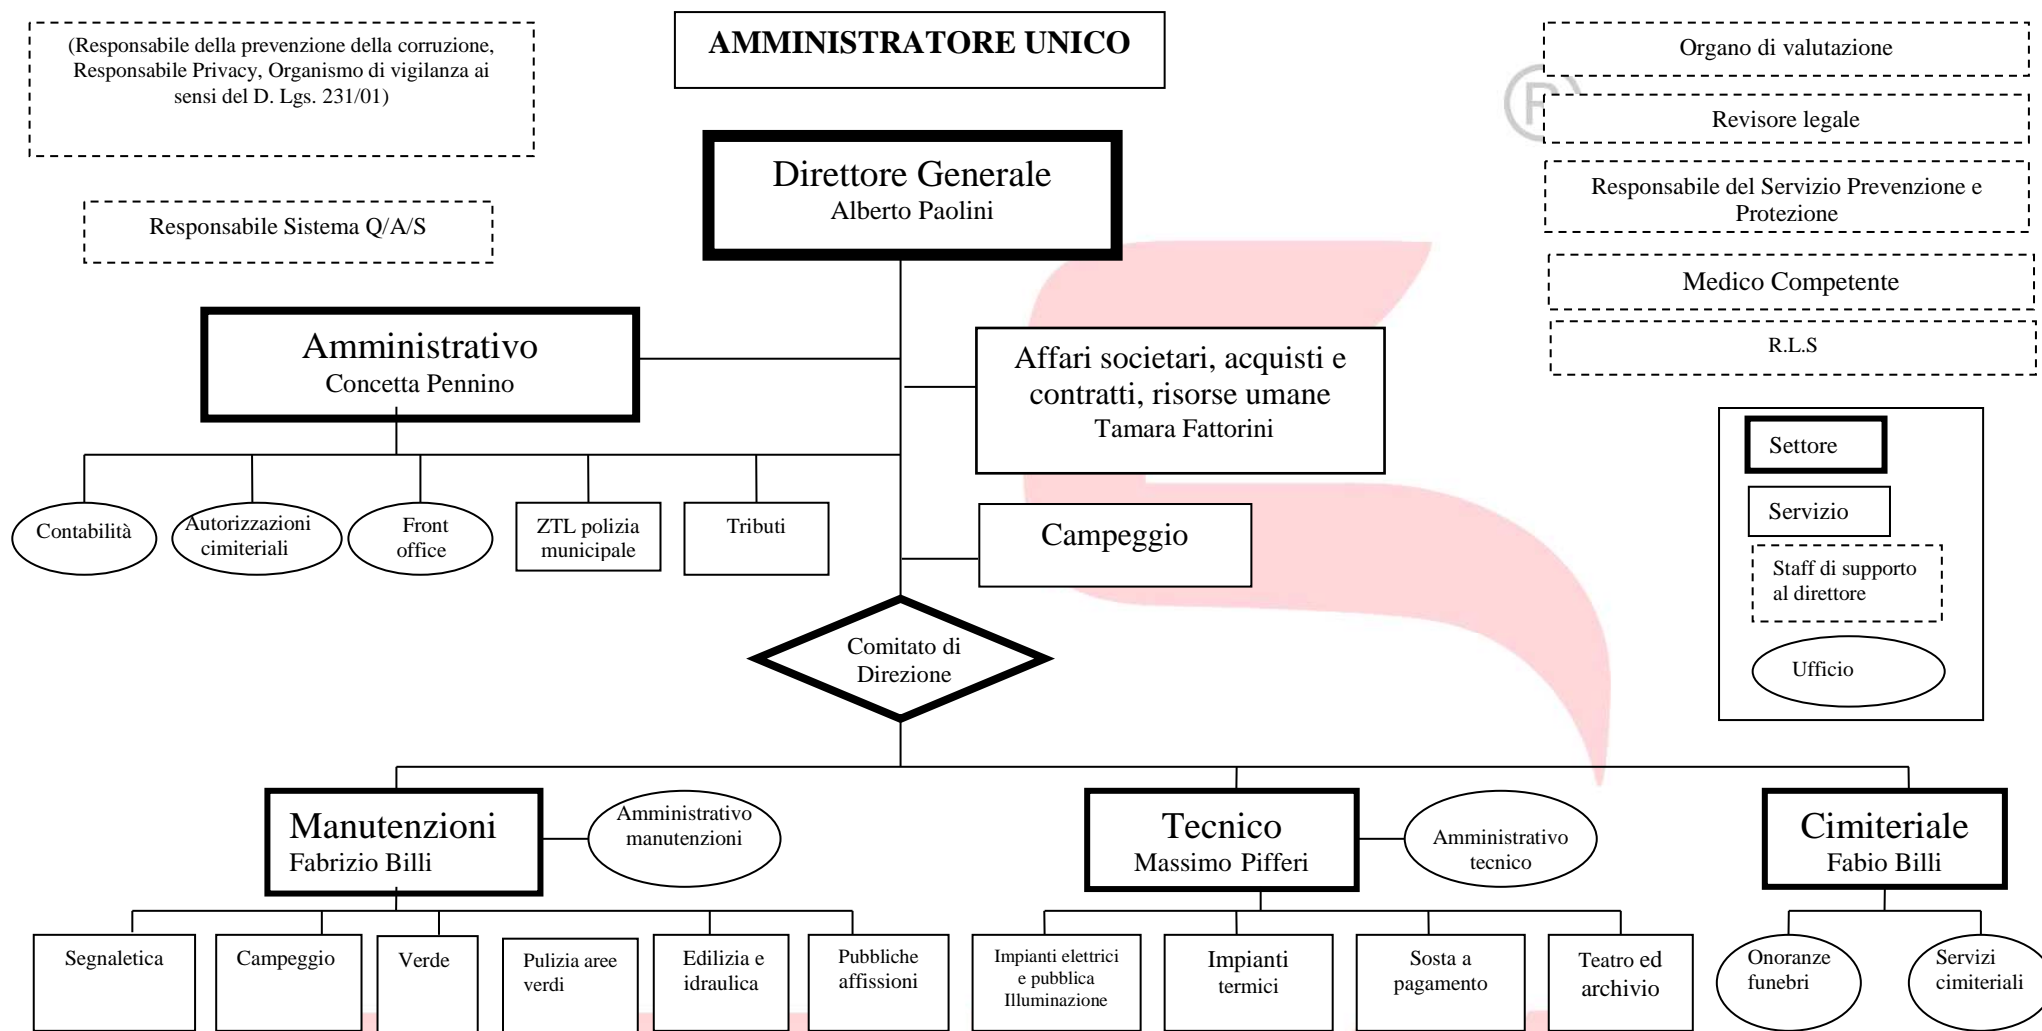 (Responsabile della prevenzione della corruzione,
Responsabile Privacy, Organismo di vigilanza ai
sensi del D. Lgs. 231/01)
AMMINISTRATORE UNICO
Organo di valutazione
®
Revisore legale
Direttore Generale
Alberto Paolini
Responsabile del Servizio Prevenzione e
Protezione
Responsabile Sistema Q/A/S
Medico Competente
R.L.S
Amministrativo
Concetta Pennino
Affari societari, acquisti e
contratti, risorse umane
Tamara Fattorini
Settore
Servizio
Staff di supporto
al direttore
Ufficio
Contabilità
Autorizzazioni
cimiteriali
Front
office
ZTL polizia
municipale
Tributi
Campeggio
Comitato di
Direzione
Manutenzioni
Fabrizio Billi
Amministrativo
manutenzioni
Tecnico
Massimo Pifferi
Amministrativo
tecnico
Cimiteriale
Fabio Billi
Segnaletica
Campeggio
Verde
Pulizia aree
verdi
Edilizia e
idraulica
Pubbliche
affissioni
Impianti elettrici
e pubblica
Illuminazione
Impianti
termici
Sosta a
pagamento
Teatro ed
archivio
Onoranze
funebri
Servizi
cimiteriali